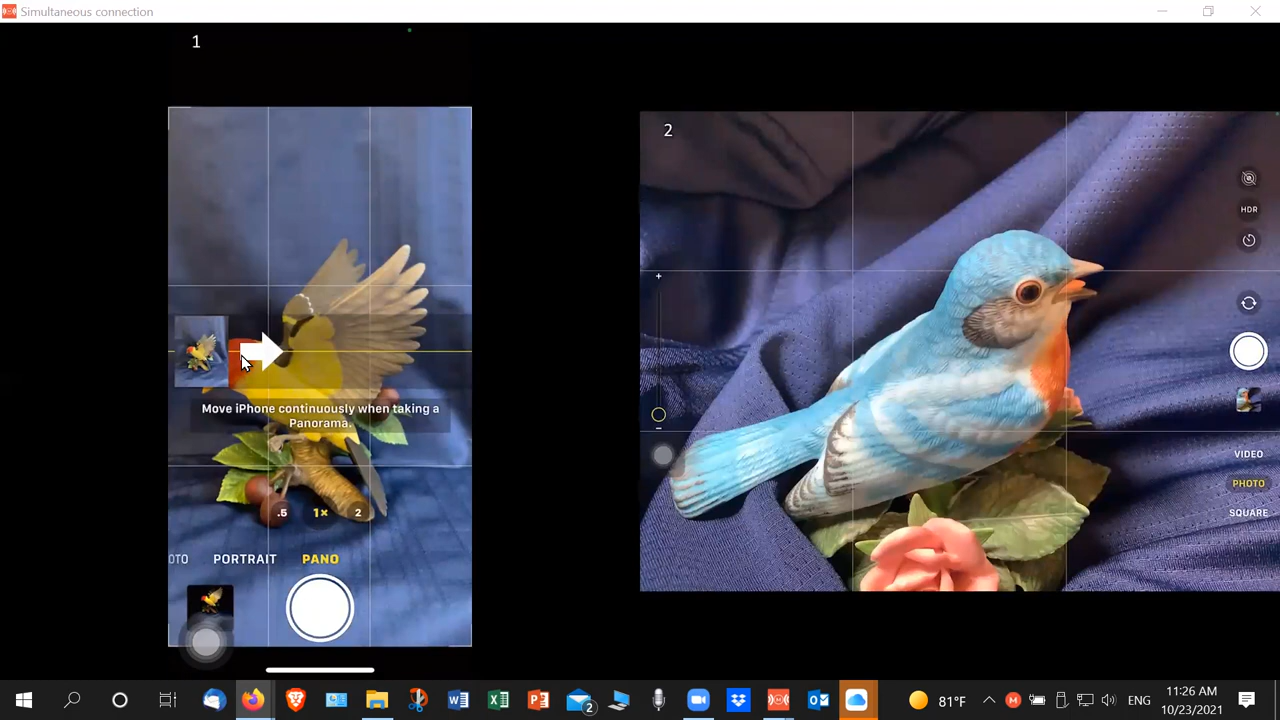 Simultaneous connection
1
2
HDR
Move iPhone continuously when taking a
Panorama.
.5
1×
2
OTO
PORTRAIT
PANO
VIDEO
PHOTO
SQUARE
2
81°F
ENG
11:26 AM
10/23/2021